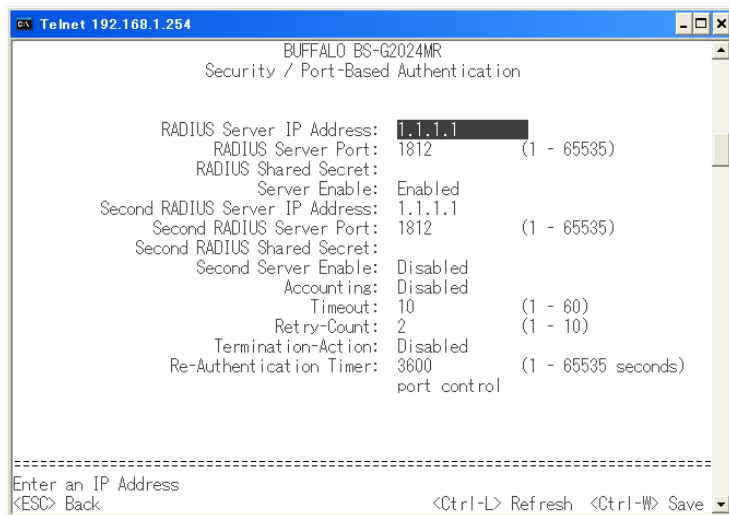 Telnet 192.168.1.254
BUFFALO BS-G2024MR
Security / Port-Based Authentication
RADIUS Server IP Address: 1.1.1.1
RADIUS Server Port: 1812 (1 - 65535)
RADIUS Shared Secret:
Server Enable: Enabled
Second RADIUS Server IP Address: 1.1.1.1
Second RADIUS Server Port: 1812 (1 - 65535)
Second RADIUS Shared Secret:
Second Server Enable: Disabled
Accounting: Disabled
Timeout: 10 (1 - 60)
Retry-Count: 2 (1 - 10)
Termination-Action: Disabled
Re-Authentication Timer: 3600 (1 - 65535 seconds)
port control
================================================================================
Enter an IP Address
<ESC> Back <Ctrl-L> Refresh <Ctrl-W> Save